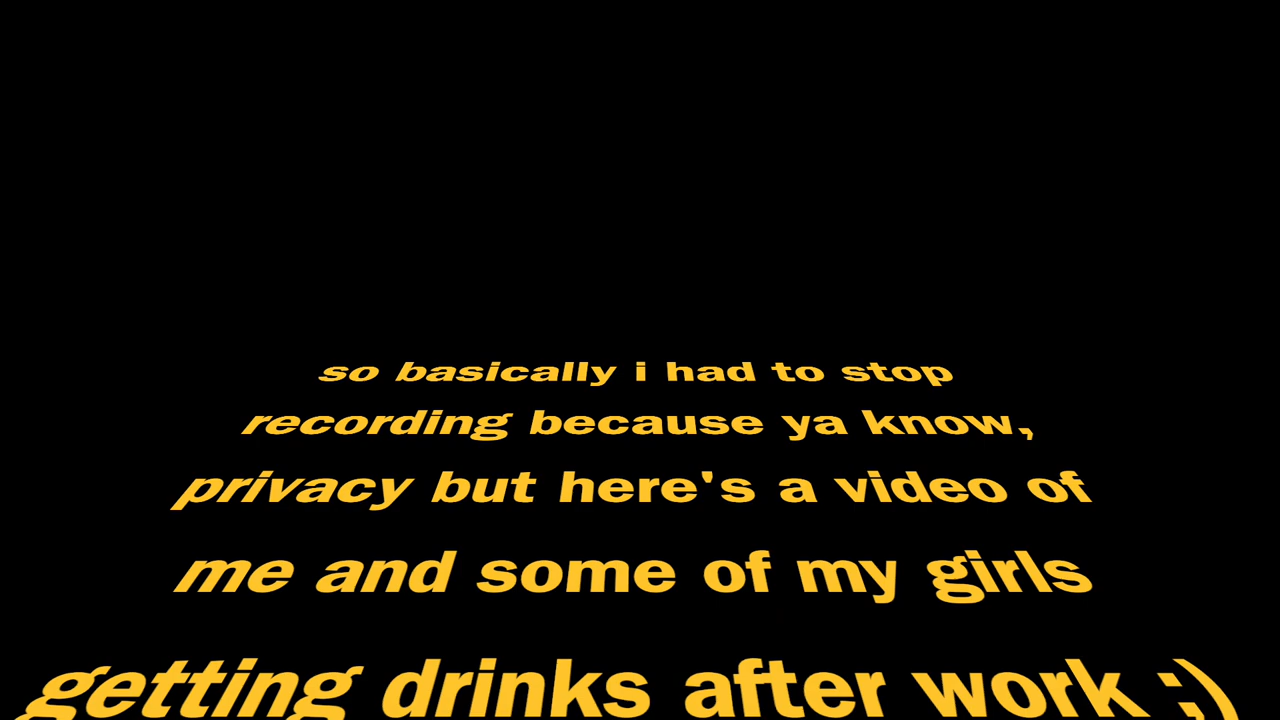 so basically i had to stop
recording because ya know,
privacy but here's a video of
me and some of my girls
getting drinks after work ;)